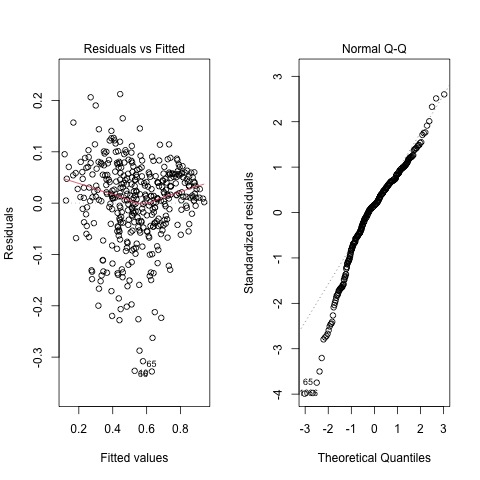 Residuals vs Fitted
Residuals
0.2
0.1
0.0
-0.1
-0.2
-0.3
65
0.2 0.4 0.6 0.8
Fitted values
Normal Q-Q
Standardized residuals
3
2
1
0
-1
-2
-3
-4
65
-3 -2 -1 0 1 2 3
Theoretical Quantiles